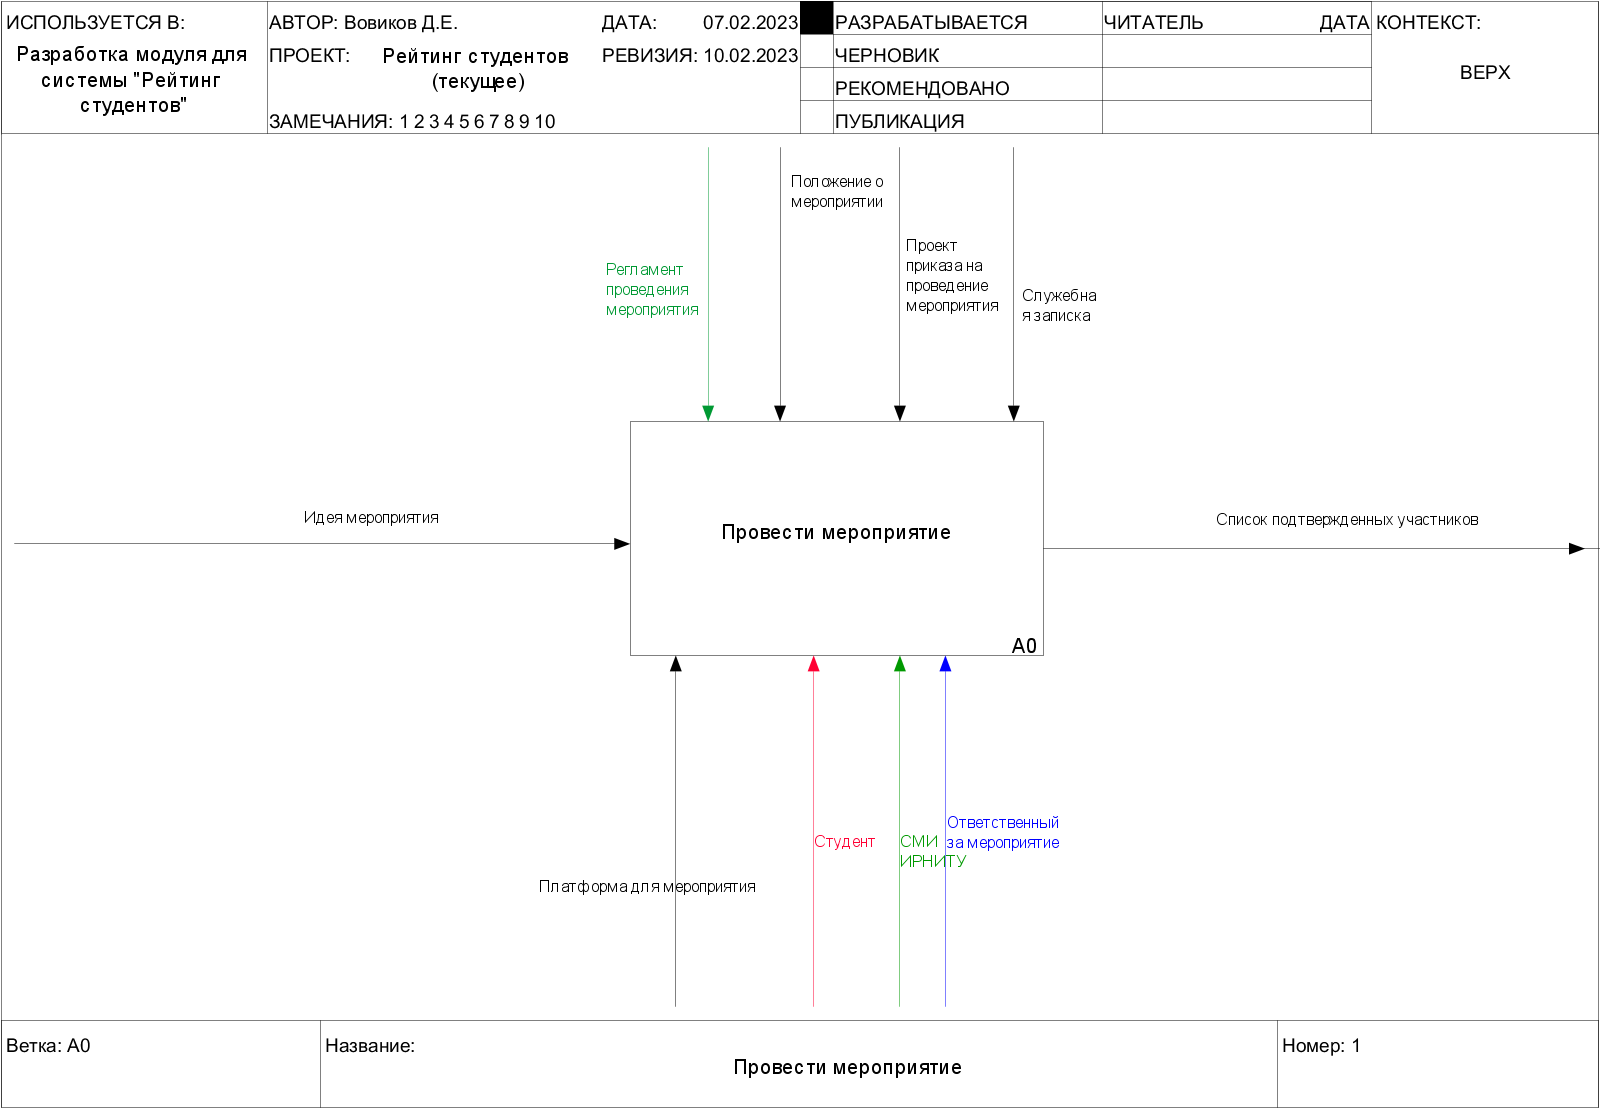 ИСПОЛЬЗУЕТСЯ В:
Разработка модуля для
системы "Рейтинг
студентов"
АВТОР: Вовиков Д.Е.
ДАТА: 07.02.2023
ПРОЕКТ: Рейтинг студентов
(текущее)
РЕВИЗИЯ: 10.02.2023
ЗАМЕЧАНИЯ: 1 2 3 4 5 6 7 8 9 10
РАЗРАБАТЫВАЕТСЯ
ЧЕРНОВИК
РЕКОМЕНДОВАНО
ПУБЛИКАЦИЯ
ЧИТАТЕЛЬ ДАТА
КОНТЕКСТ:
ВЕРХ
Положение о
мероприятии
Проект
приказа на
проведение
мероприятия
Регламент
проведения
мероприятия
Служебна
я записка
Идея мероприятия
Провести мероприятие
A0
Список подтвержденных участников
Ответственный
за мероприятие
Студент
СМИ
ИРНИТУ
Платформа для мероприятия
Ветка: A0
Название:
Провести мероприятие
Номер: 1